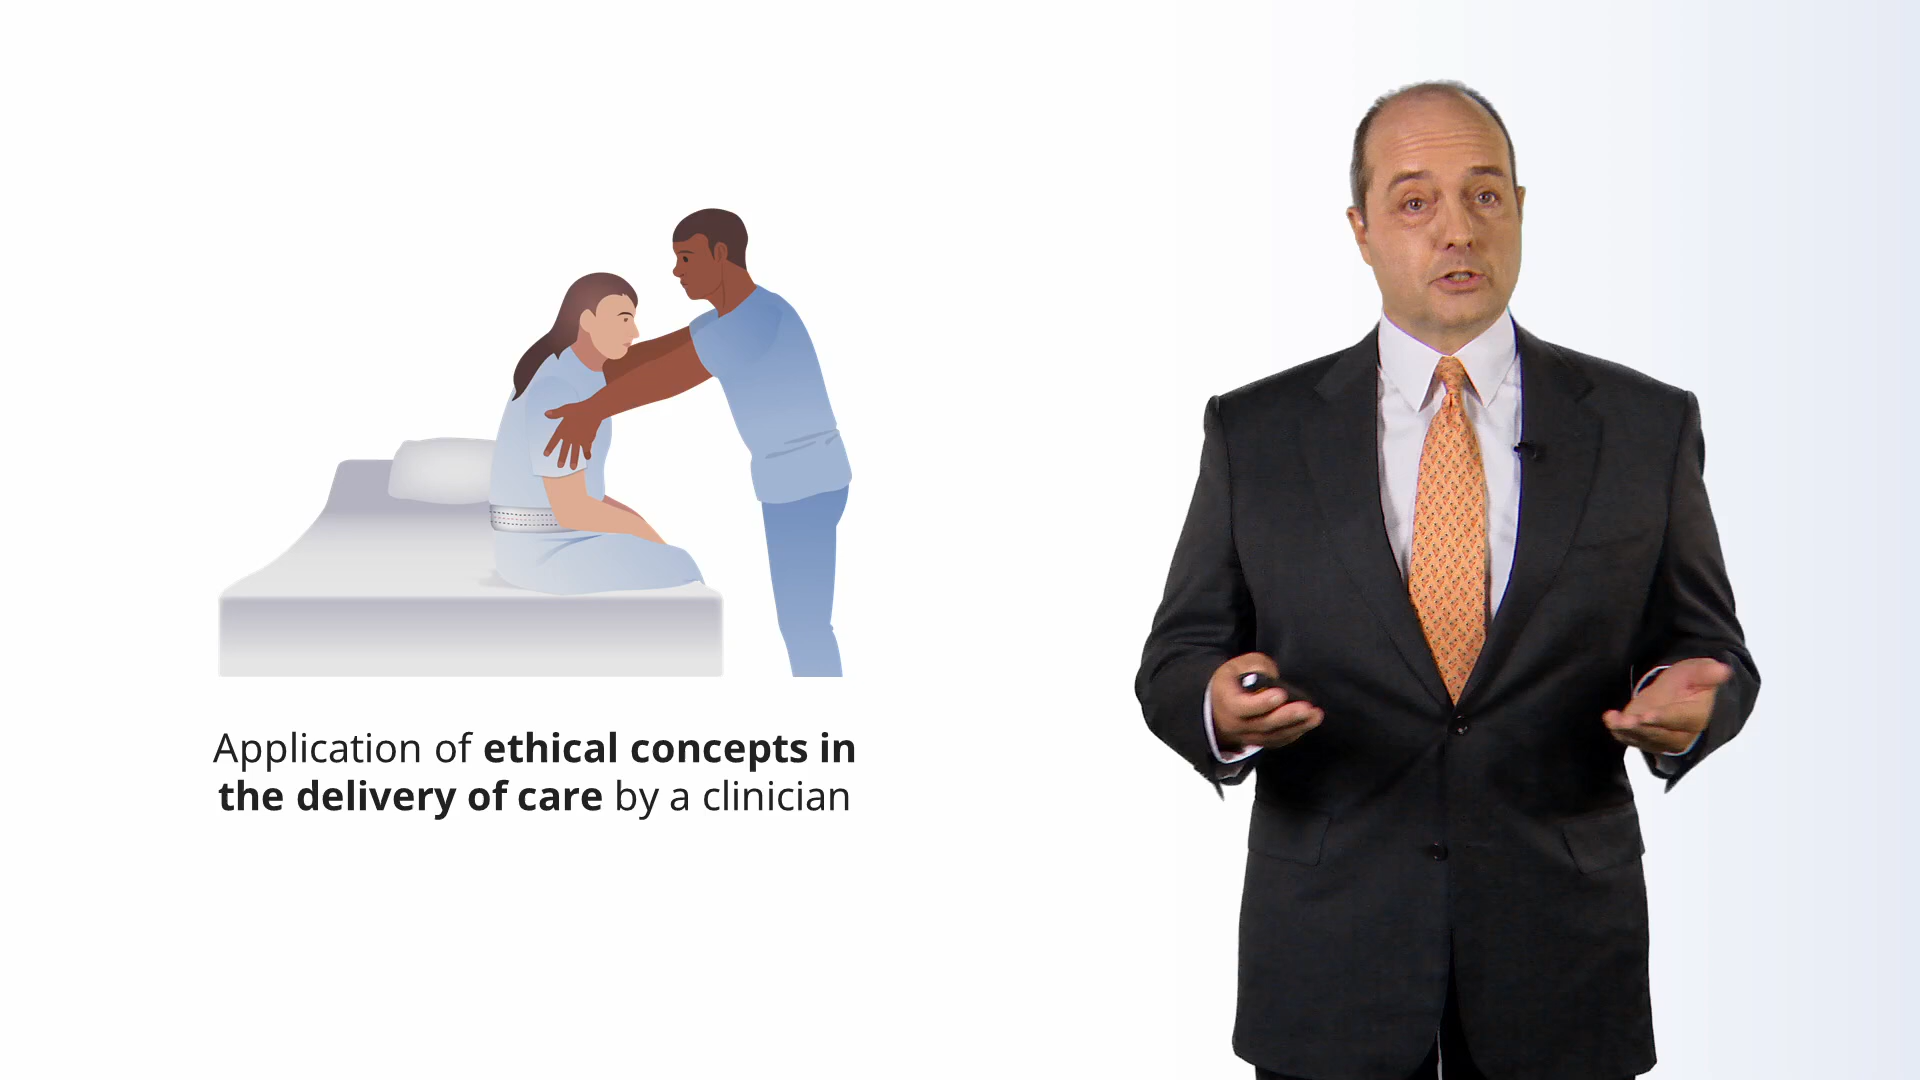 Application of ethical concepts in
the delivery of care by a clinician